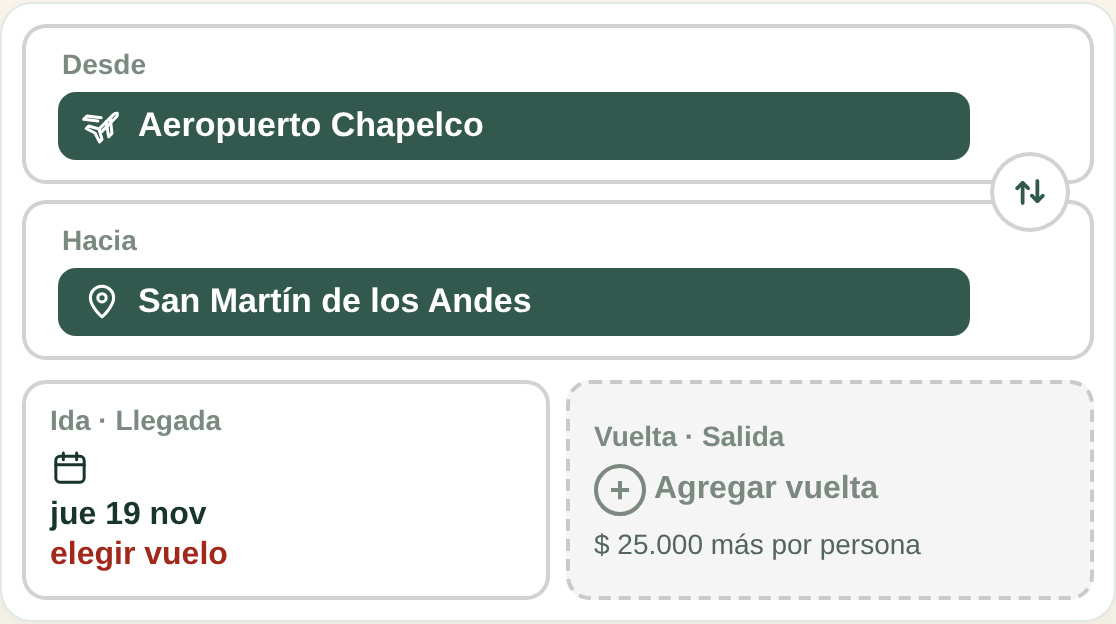 Desde
Aeropuerto Chapelco
Hacia
San Martín de los Andes
Ida · Llegada
jue 19 nov
elegir vuelo
Vuelta · Salida
Agregar vuelta
$ 25.000 más por persona